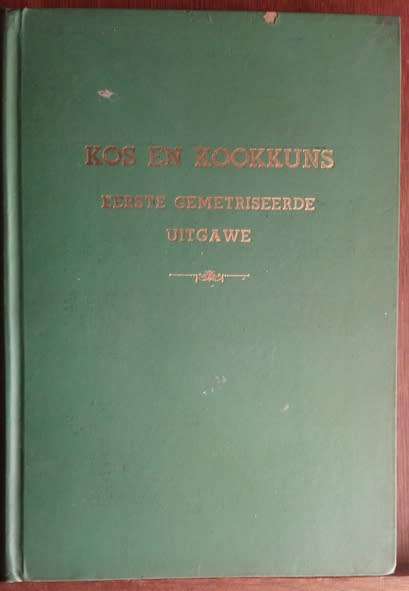 KOS EN KOOKKUNS
EERSTE GEMETRISEERDE
UITGAWE